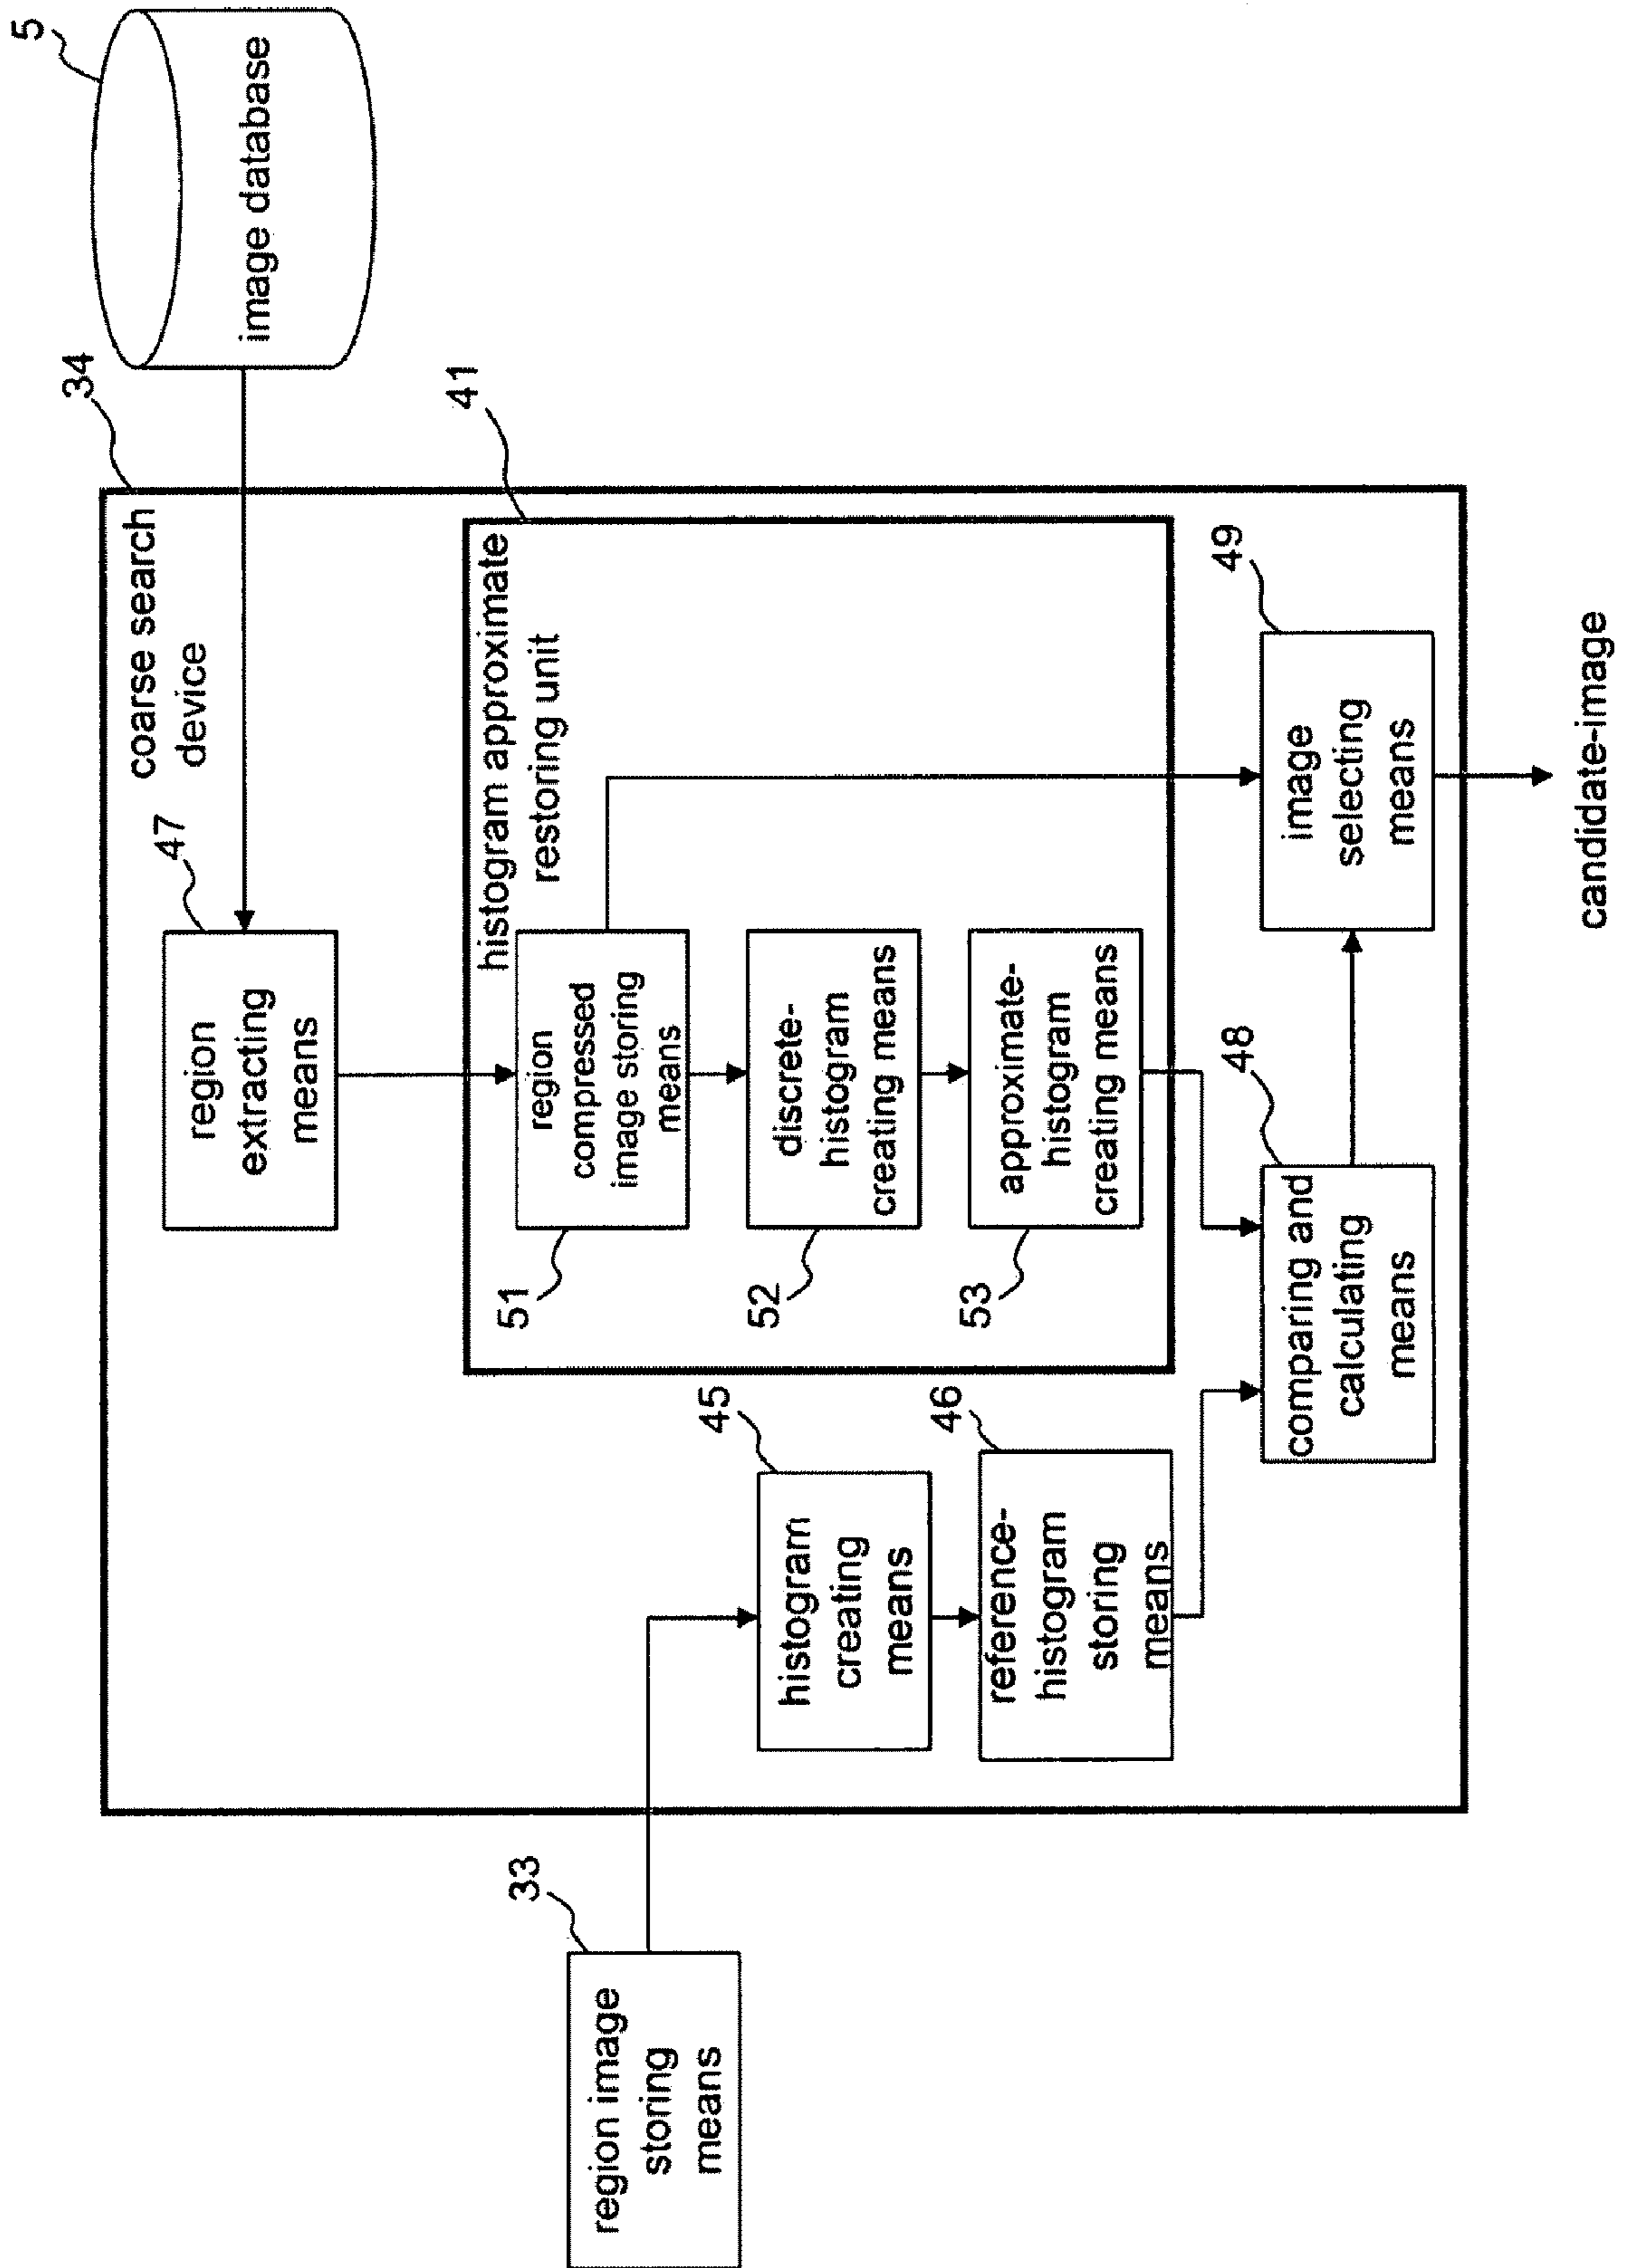 5
image database
34
coarse search
device
47
region
extracting
means
41
histogram approximate
restoring unit
region
compressed
image storing
means
51
discrete-
histogram
creating means
52
approximate-
histogram
creating means
53
33
region image
storing
means
45
histogram
creating
means
46
reference-
histogram
storing
means
48
comparing and
calculating
means
49
image
selecting
means
candidate-image